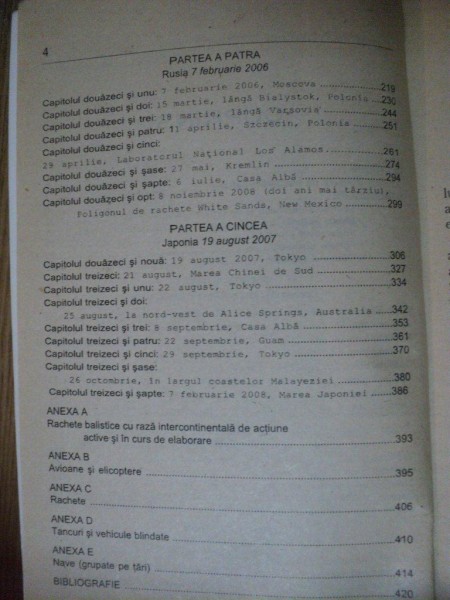 4
PARTEA A PATRA
Rusia 7 februarie 2006
Capitolul douăzeci şi unu: 7 februarie 2006, Moscova ..........219
Capitolul douăzeci şi doi: 15 martie, lângă Bialystok, Polonia ..230
Capitolul douăzeci şi trei: 18 martie, lângă Varşovia ..........244
Capitolul douăzeci şi patru: 11 aprilie, Szczecin, Polonia ......251
Capitolul douăzeci şi cinci:
28 aprilie, Laboratorul Naţional Los Alamos ..........261
Capitolul douăzeci şi şase: 27 mai, Kremlin ..........274
Capitolul douăzeci şi şapte: 6 iulie, Casa Albă ..........294
Capitolul douăzeci şi opt: 8 noiembrie 2008 (doi ani mai târziu),
Poligonul de rachete White Sands, New Mexico ..........299
PARTEA A CINCEA
Japonia 19 august 2007
Capitolul douăzeci şi nouă: 19 august 2007, Tokyo ..........306
Capitolul treizeci: 21 august, Marea Chinei de Sud ..........327
Capitolul treizeci şi unu: 22 august, Tokyo ..........334
Capitolul treizeci şi doi:
25 august, la nord-vest de Alice Springs, Australia ......342
Capitolul treizeci şi trei: 8 septembrie, Casa Albă ..........353
Capitolul treizeci şi patru: 22 septembrie, Guam ..........361
Capitolul treizeci şi cinci: 29 septembrie, Tokyo ..........370
Capitolul treizeci şi şase:
26 octombrie, în largul coastelor Malayeziei ..........380
Capitolul treizeci şi şapte: 7 februarie 2008, Marea Japoniei ......386
ANEXA A
Rachete balistice cu rază intercontinentală de acţiune
active şi în curs de elaborare ..........393
ANEXA B
Avioane şi elicoptere ..........395
ANEXA C
Rachete ..........406
ANEXA D
Tancuri şi vehicule blindate ..........410
ANEXA E
Nave (grupate pe ţări) ..........414
BIBLIOGRAFIE ..........420